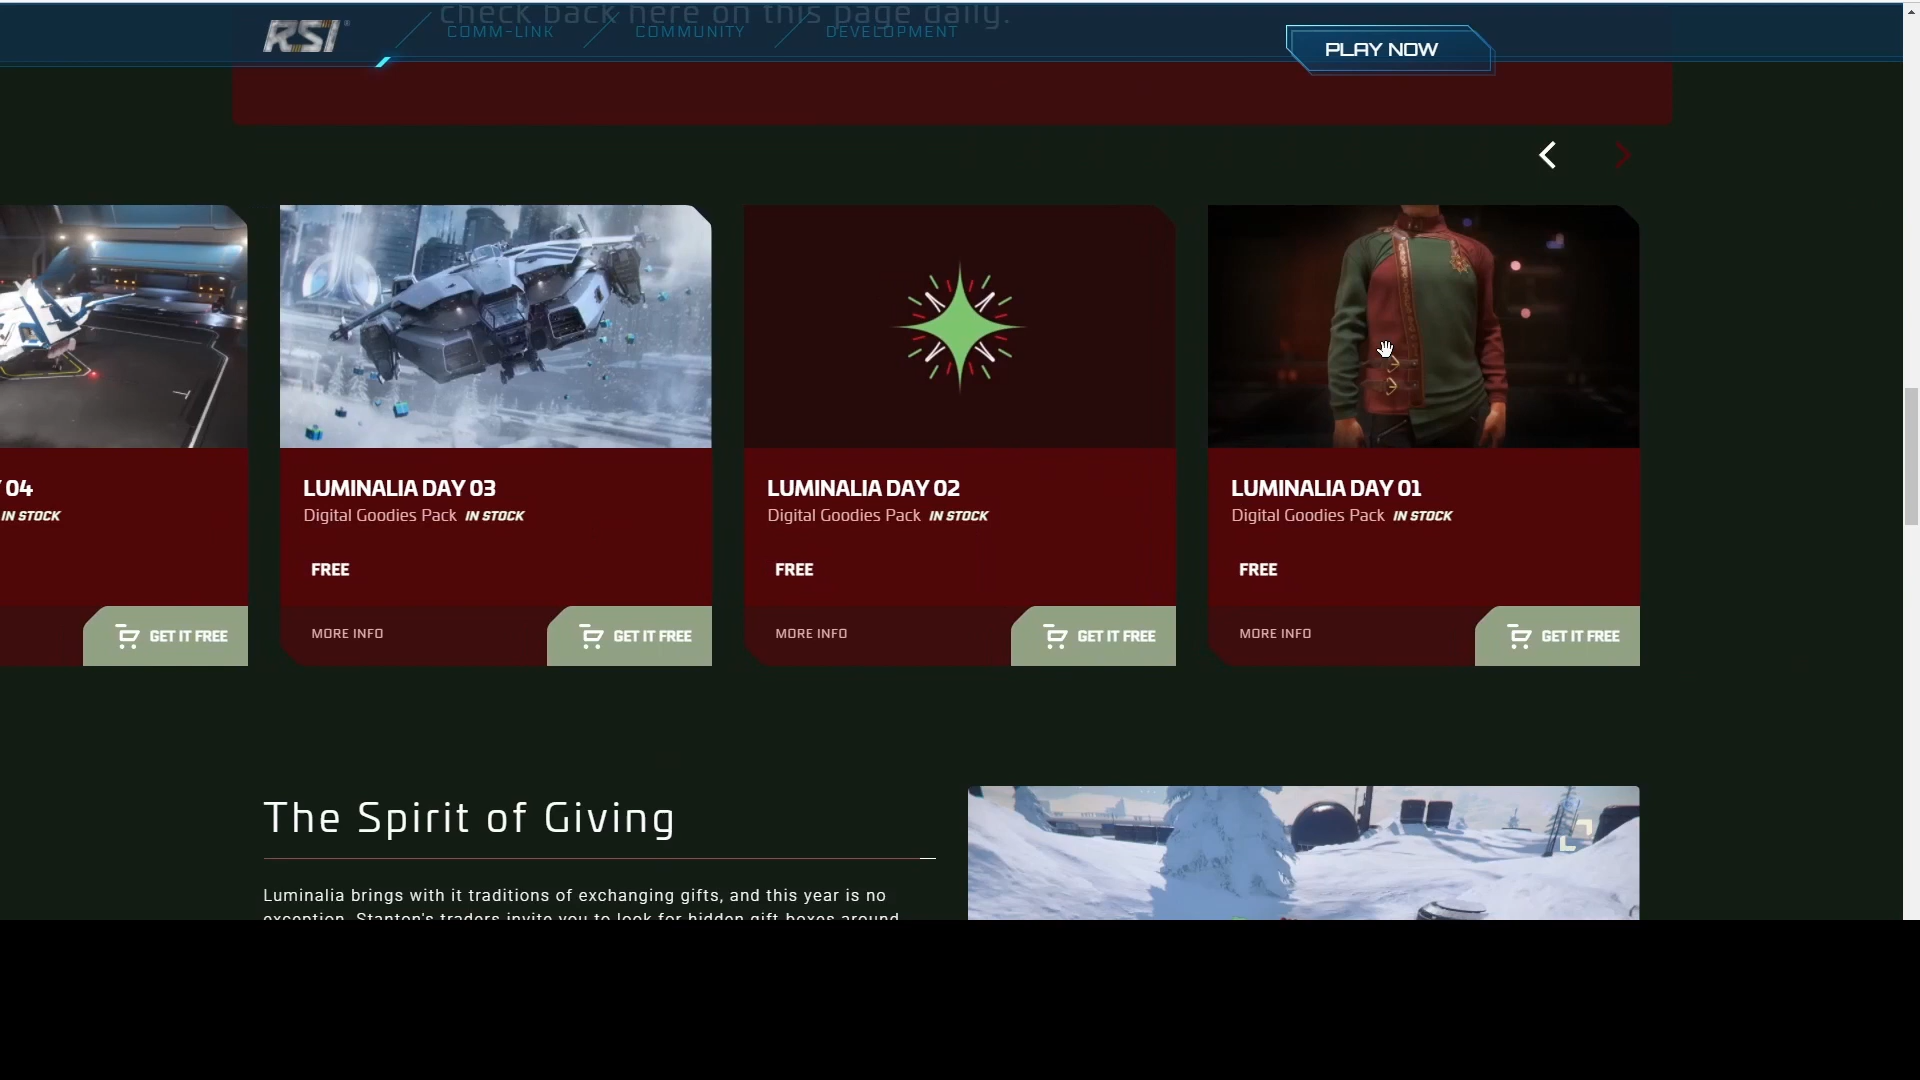 check back here on this page daily.
RSI
COMM-LINK
COMMUNITY
DEVELOPMENT
PLAY NOW
04
IN STOCK
GET IT FREE
LUMINALIA DAY 03
Digital Goodies Pack IN STOCK
FREE
MORE INFO
GET IT FREE
LUMINALIA DAY 02
Digital Goodies Pack IN STOCK
FREE
MORE INFO
GET IT FREE
LUMINALIA DAY 01
Digital Goodies Pack IN STOCK
FREE
MORE INFO
GET IT FREE
The Spirit of Giving
Luminalia brings with it traditions of exchanging gifts, and this year is no
exception. Stanton's traders invite you to look for hidden gift boxes around